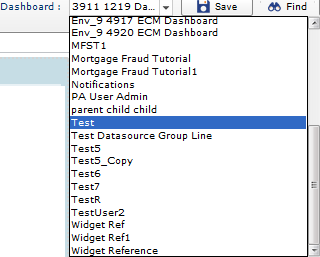 Dashboard : 3911 1219 Da... Save Find
Env_9 4917 ECM Dashboard
Env_9 4920 ECM Dashboard
MFST1
Mortgage Fraud Tutorial
Mortgage Fraud Tutorial1
Notifications
PA User Admin
parent child child
Test
Test Datasource Group Line
Test5
Test5_Copy
Test6
Test7
TestR
TestUser2
Widget Ref
Widget Ref1
Widget Reference